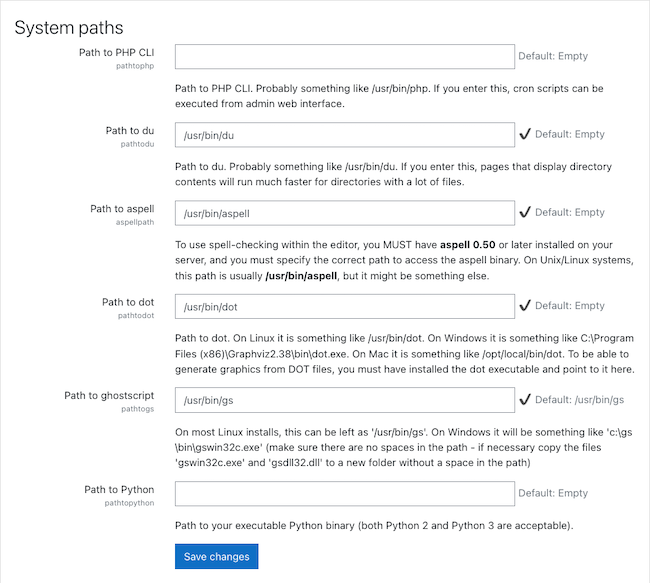 System paths
Path to PHP CLI
Default: Empty
pathtophp
Path to PHP CLI. Probably something like /usr/bin/php. If you enter this, cron scripts can be
executed from admin web interface.
Path to du
/usr/bin/du
Default: Empty
pathtodu
Path to du. Probably something like /usr/bin/du. If you enter this, pages that display directory
contents will run much faster for directories with a lot of files.
Path to aspell
/usr/bin/aspell
Default: Empty
aspellpath
To use spell-checking within the editor, you MUST have aspell 0.50 or later installed on your
server, and you must specify the correct path to access the aspell binary. On Unix/Linux systems,
this path is usually /usr/bin/aspell, but it might be something else.
Path to dot
/usr/bin/dot
Default: Empty
pathtodot
Path to dot. On Linux it is something like /usr/bin/dot. On Windows it is something like C:\Program
Files (x86)\Graphviz2.38\bin\dot.exe. On Mac it is something like /opt/local/bin/dot. To be able to
generate graphics from DOT files, you must have installed the dot executable and point to it here.
Path to ghostscript
/usr/bin/gs
Default: /usr/bin/gs
pathtogs
On most Linux installs, this can be left as '/usr/bin/gs'. On Windows it will be something like 'c:\gs
\bin\gswin32c.exe' (make sure there are no spaces in the path - if necessary copy the files
'gswin32c.exe' and 'gsdll32.dll' to a new folder without a space in the path)
Path to Python
Default: Empty
pathtopython
Path to your executable Python binary (both Python 2 and Python 3 are acceptable).
Save changes